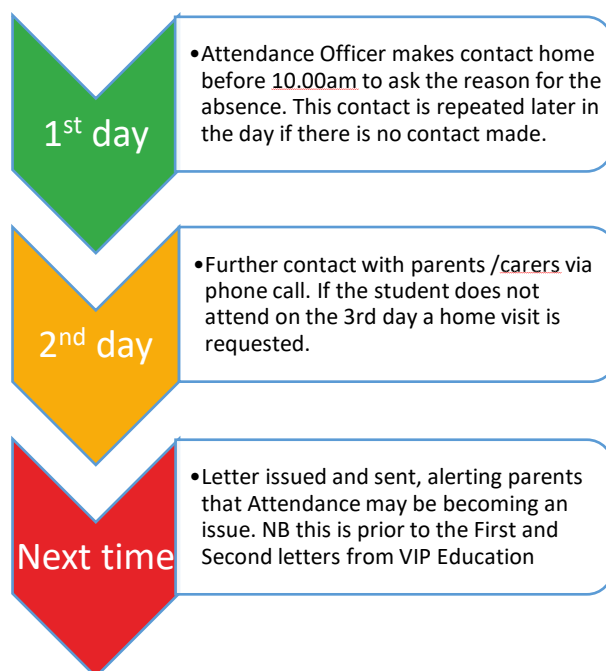 1st day
•Attendance Officer makes contact home
before 10.00am to ask the reason for the
absence. This contact is repeated later in
the day if there is no contact made.
2nd day
•Further contact with parents /carers via
phone call. If the student does not
attend on the 3rd day a home visit is
requested.
Next time
•Letter issued and sent, alerting parents
that Attendance may be becoming an
issue. NB this is prior to the First and
Second letters from VIP Education